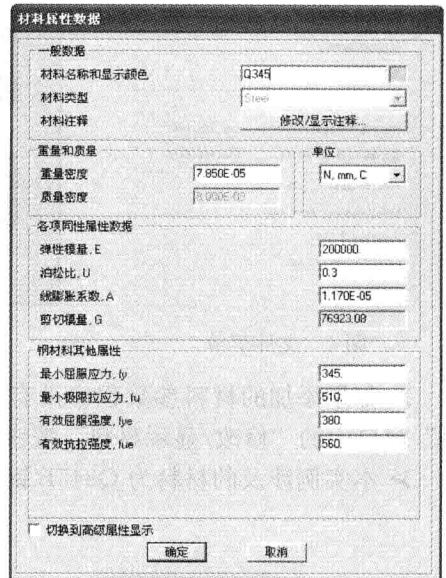 材料属性数据
一般数据
材料名称和显示颜色 Q345
材料类型 Steel
材料注释 修改/显示注释...
重量和质量
重量密度 7.850E-05
质量密度
单位
N, mm, C
各项同性属性数据
弹性模量, E 200000.
泊松比, U 0.3
线膨胀系数, A 1.170E-05
剪切模量, G 76923.08
钢材料其他属性
最小屈服应力, fy 345.
最小极限拉应力, fu 510.
有效屈服强度, fye 380.
有效抗拉强度, fue 560.
切换到高级属性显示
确定 取消